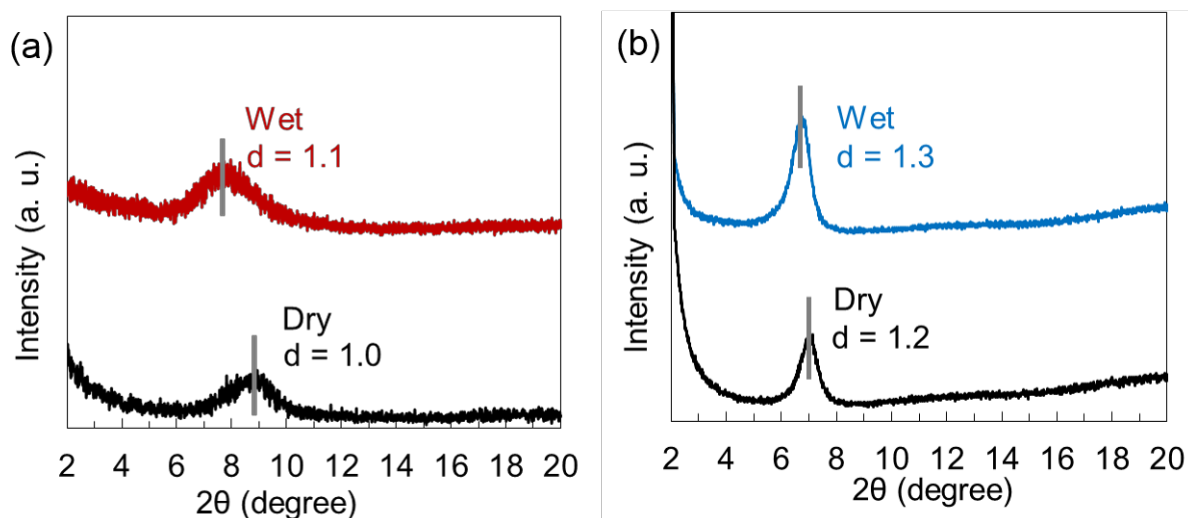 (a)
Wet
d = 1.1
Dry
d = 1.0
Intensity (a. u.)
2 4 6 8 10 12 14 16 18 20
2θ (degree)
(b)
Wet
d = 1.3
Dry
d = 1.2
Intensity (a. u.)
2 4 6 8 10 12 14 16 18 20
2θ (degree)